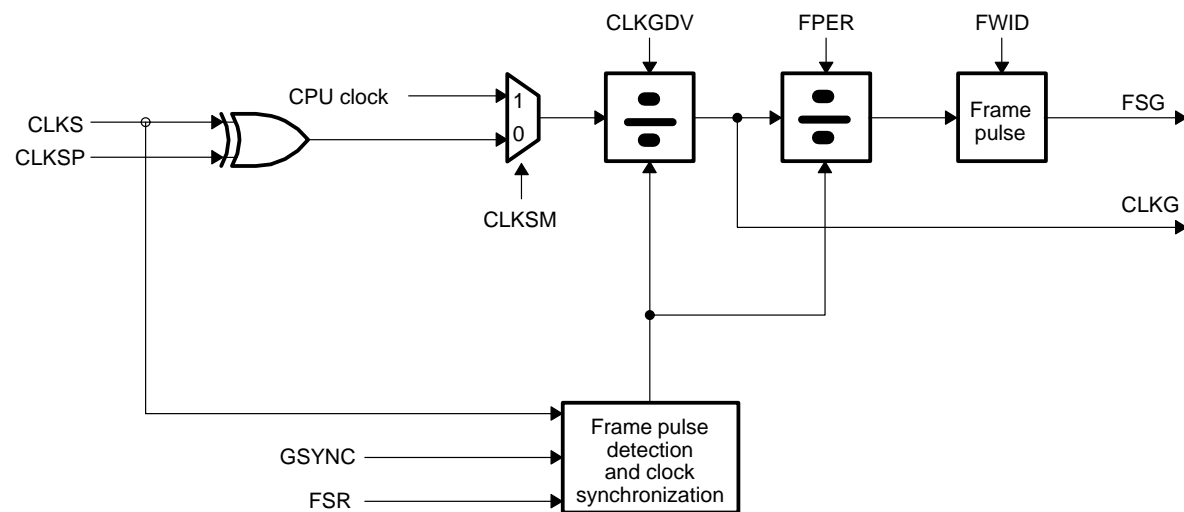 CLKGDV
FPER
FWID
CPU clock
1
0
CLKS
CLKSP
CLKSM
Frame
pulse
FSG
CLKG
Frame pulse
detection
and clock
synchronization
GSYNC
FSR